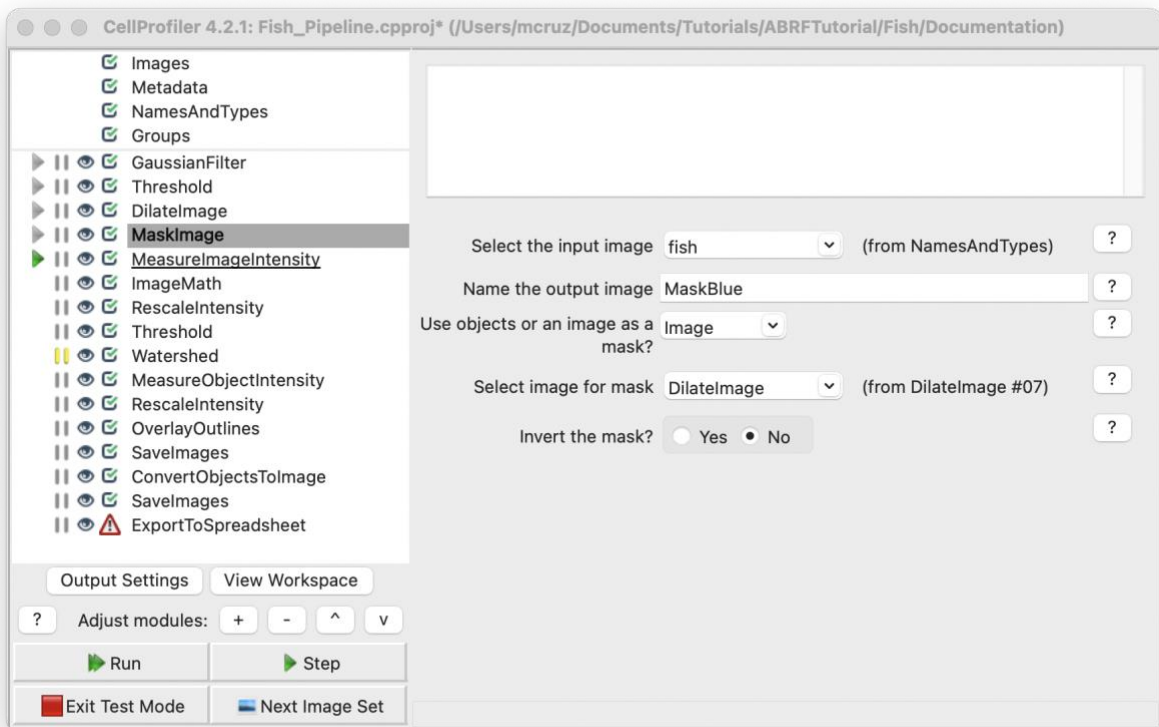 CellProfiler 4.2.1: Fish_Pipeline.cpproj* (/Users/mcruz/Documents/Tutorials/ABRFTutorial/Fish/Documentation)
Images
Metadata
NamesAndTypes
Groups
GaussianFilter
Threshold
DilateImage
MaskImage
MeasureImageIntensity
ImageMath
RescaleIntensity
Threshold
Watershed
MeasureObjectIntensity
RescaleIntensity
OverlayOutlines
SaveImages
ConvertObjectsToImage
SaveImages
ExportToSpreadsheet
Output Settings View Workspace
? Adjust modules: + - ^ v
Run Step
Exit Test Mode Next Image Set
Select the input image fish (from NamesAndTypes) ?
Name the output image MaskBlue ?
Use objects or an image as a Image ?
mask?
Select image for mask DilateImage (from DilateImage #07) ?
Invert the mask? Yes No ?